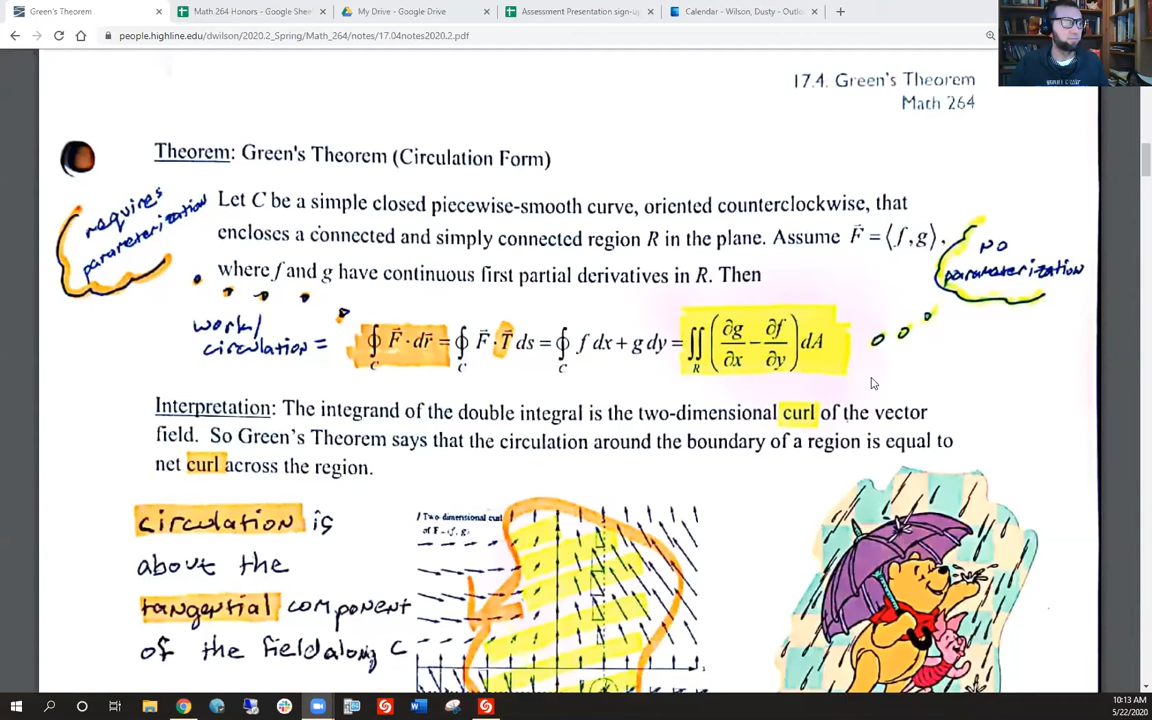 Green's Theorem
Math 264 Honors - Google She
My Drive - Google Drive
Assessment Presentation sign-u
Calendar - Wilson, Dusty - Outlo
people.highline.edu/dwilson/2020.2_Spring/Math_264/notes/17.04notes2020.2.pdf
17.4. Green's Theorem
Math 264
Theorem: Green's Theorem (Circulation Form)
requires
parameterization
Let C be a simple closed piecewise-smooth curve, oriented counterclockwise, that
encloses a connected and simply connected region R in the plane. Assume F⃗ = ⟨f, g⟩,
where f and g have continuous first partial derivatives in R. Then
no
parameterization
work/
circulation =
∮_C F⃗ · dr⃗ = ∮_C F⃗ · T⃗ ds = ∮_C f dx + g dy = ∬_R (∂g/∂x − ∂f/∂y) dA
Interpretation: The integrand of the double integral is the two-dimensional curl of the vector
field. So Green's Theorem says that the circulation around the boundary of a region is equal to
net curl across the region.
circulation is
about the
tangential component
of the field along C
Two-dimensional curl
of F = ⟨f, g⟩
10:13 AM
5/22/2020